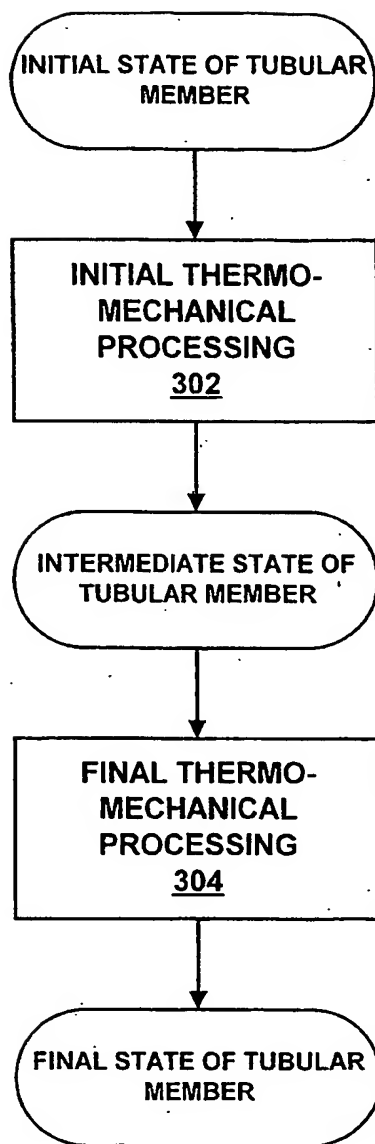 INITIAL STATE OF TUBULAR
MEMBER
INITIAL THERMO-
MECHANICAL
PROCESSING
302
INTERMEDIATE STATE OF
TUBULAR MEMBER
FINAL THERMO-
MECHANICAL
PROCESSING
304
FINAL STATE OF TUBULAR
MEMBER